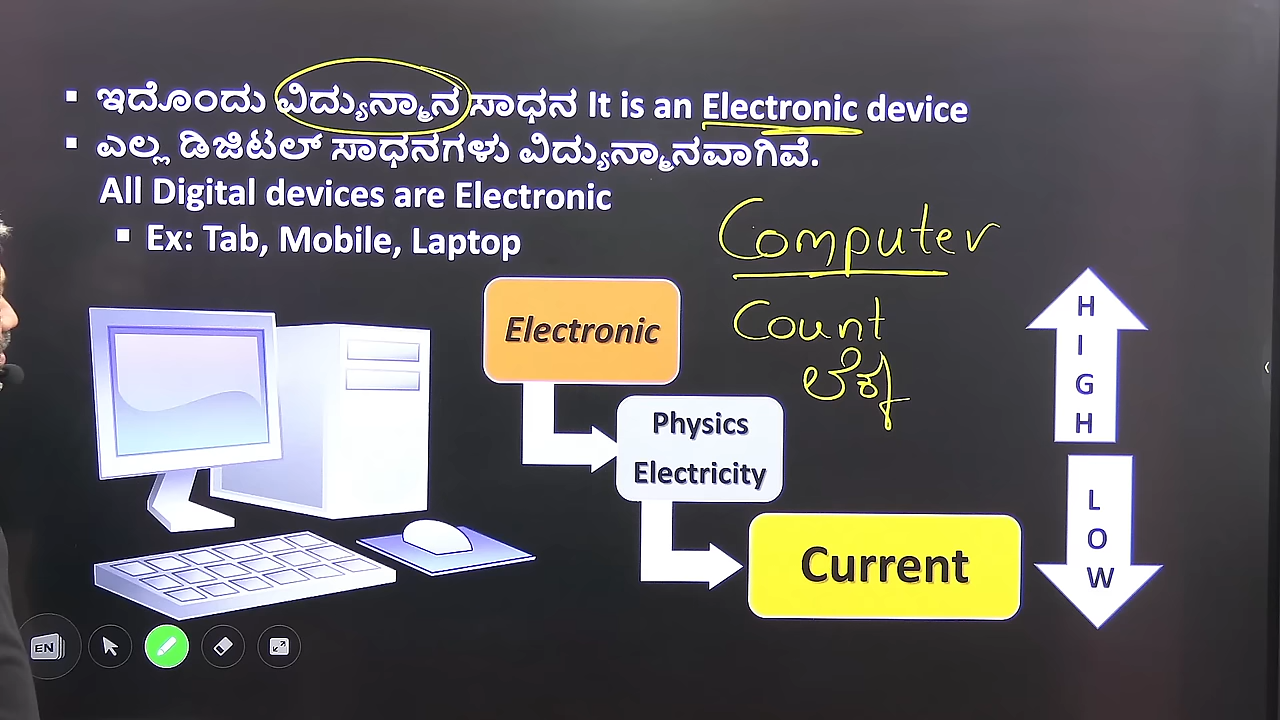 ▪ ಇದೊಂದು ವಿದ್ಯುನ್ಮಾನ ಸಾಧನ It is an Electronic device
▪ ಎಲ್ಲ ಡಿಜಿಟಲ್ ಸಾಧನಗಳು ವಿದ್ಯುನ್ಮಾನವಾಗಿವೆ.
All Digital devices are Electronic
▪ Ex: Tab, Mobile, Laptop
Computer
Count
ಲೆಕ್ಕ
Electronic
Physics
Electricity
Current
HIGH
LOW
EN